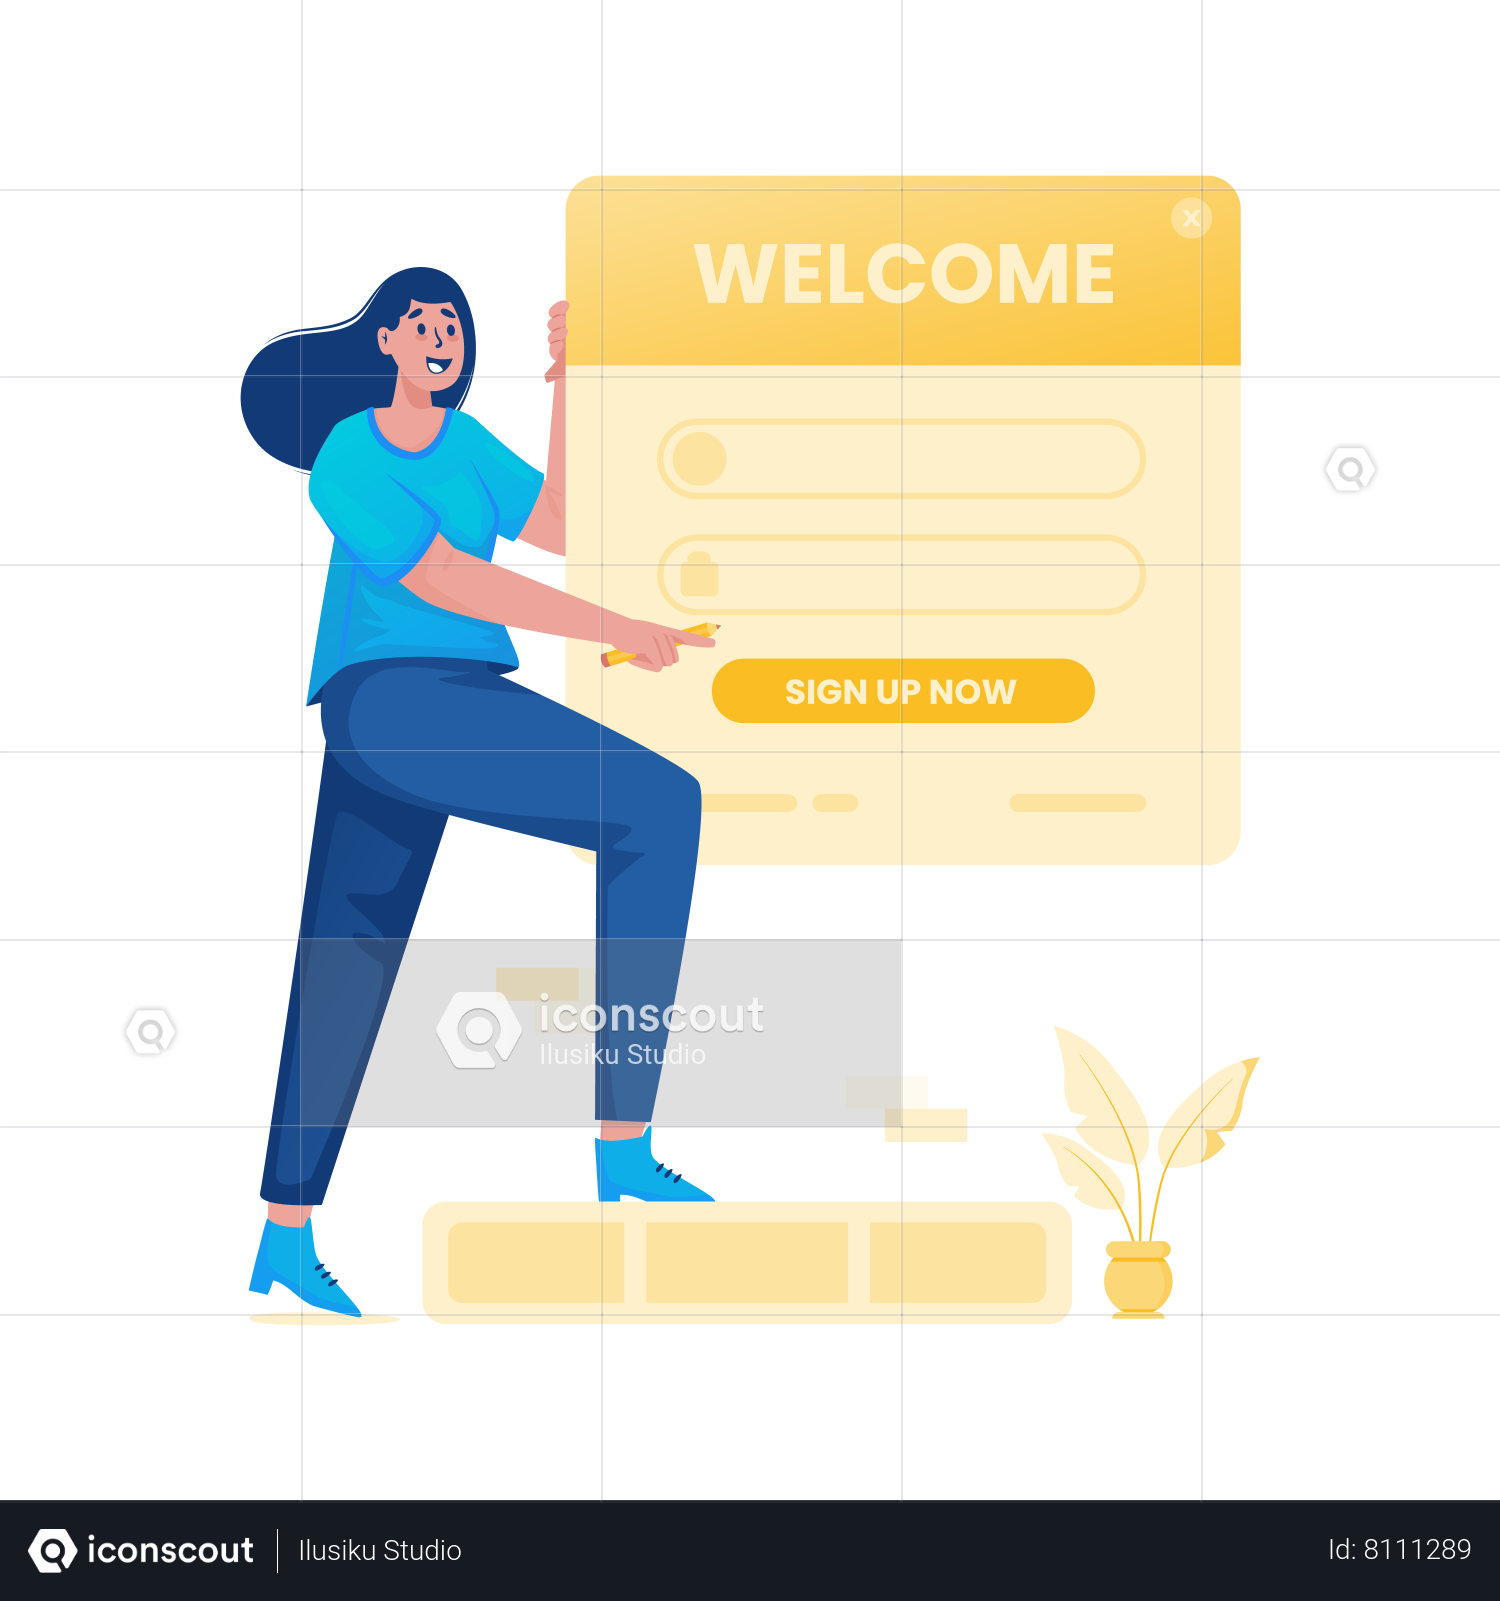 WELCOME
x
SIGN UP NOW
iconscout
Ilusiku Studio
iconscout
Ilusiku Studio
Id: 8111289